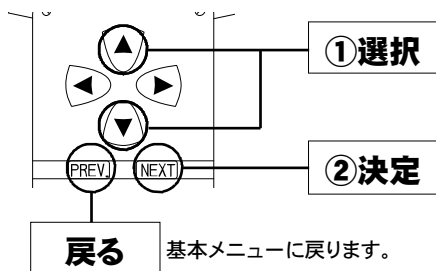 ①選択
PREV.
NEXT
②決定
戻る
基本メニューに戻ります。